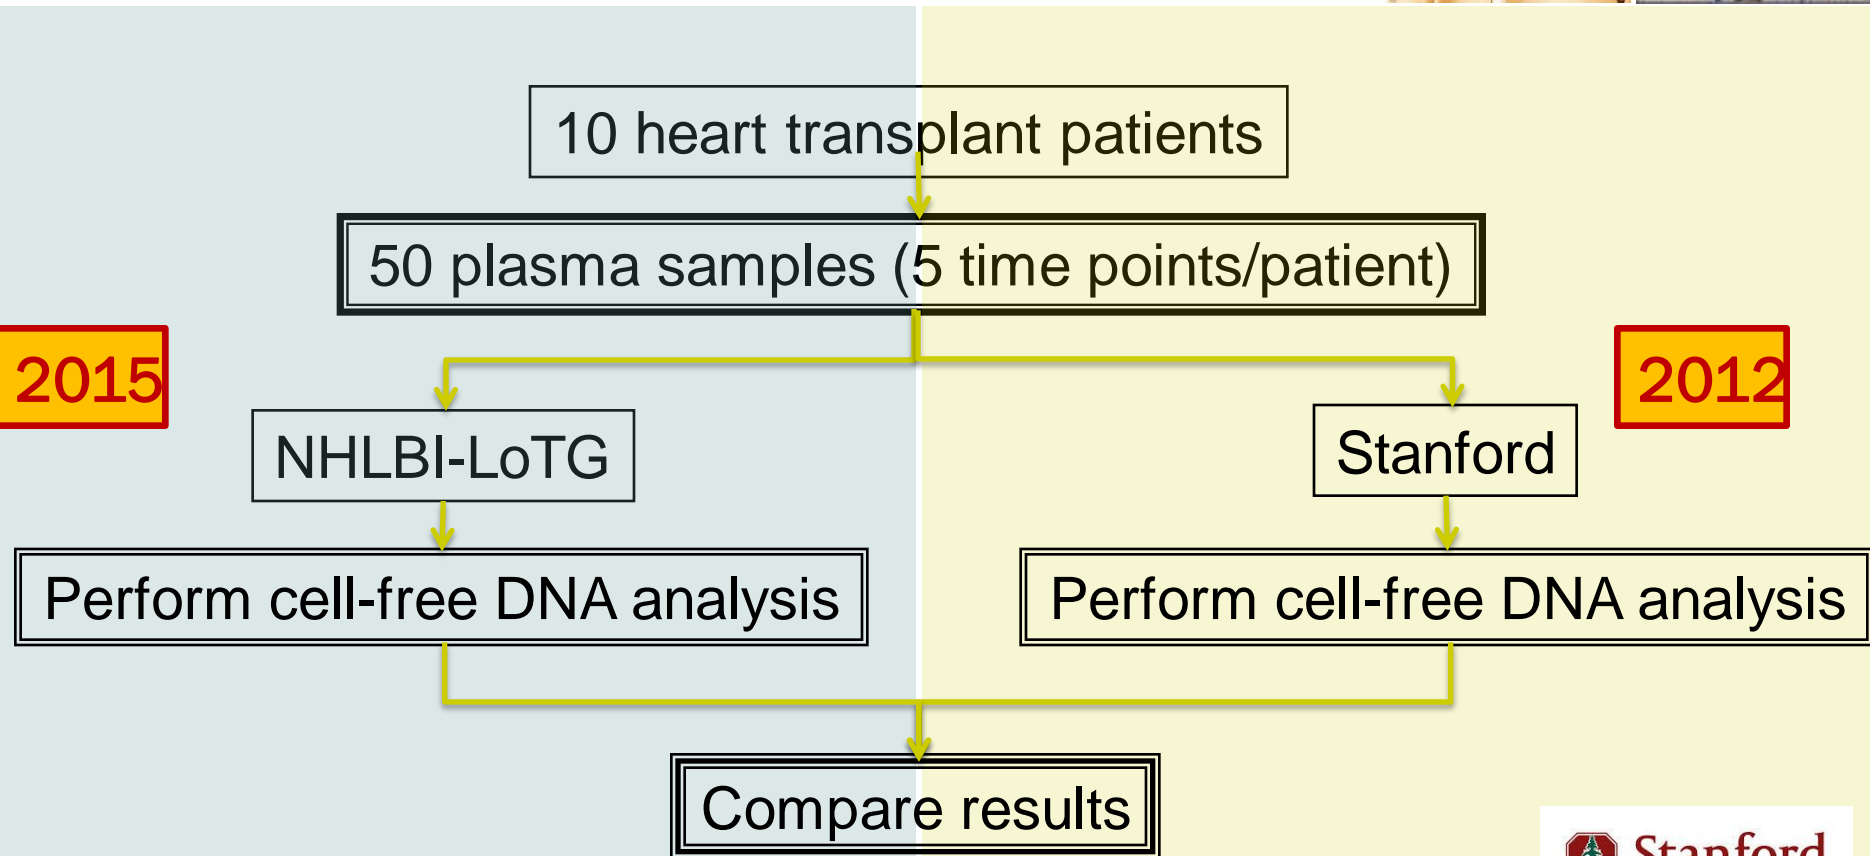 10 heart transplant patients
50 plasma samples (5 time points/patient)
2015
2012
NHLBI-LoTG
Stanford
Perform cell-free DNA analysis
Perform cell-free DNA analysis
Compare results
Stanford